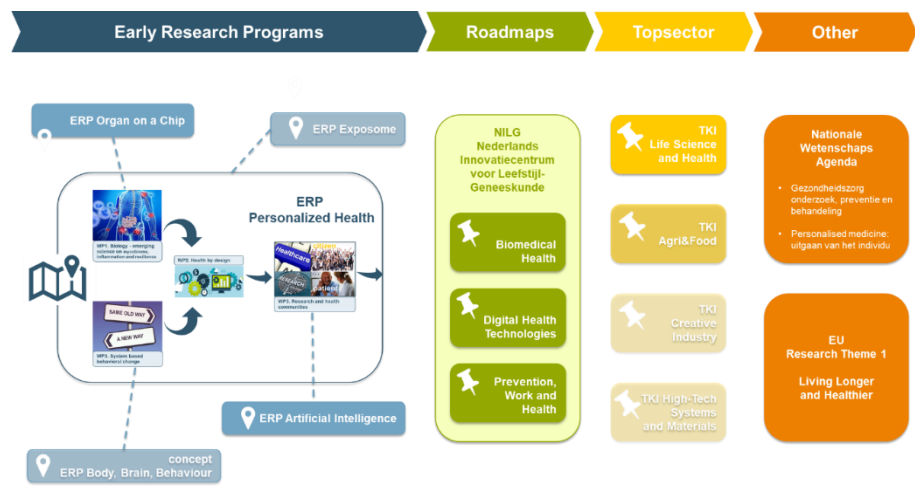 Early Research Programs
Roadmaps
Topsector
Other
ERP Organ on a Chip
ERP Exposome
ERP
Personalized Health
WP1. Biology - emerging
inflammation and resilience
WP2. Health by design
Healthcare
RESEARCH
patient
WP3. Research and health
communities
SAME OLD WAY
A NEW WAY
WP4. System based
behavioral change
ERP Artificial Intelligence
concept
ERP Body, Brain, Behaviour
NILG
Nederlands
Innovatiecentrum
voor Leefstijl-
Geneeskunde
Biomedical
Health
Digital Health
Technologies
Prevention,
Work and
Health
TKI
Life Science
and Health
TKI
Agri&Food
TKI
Creative
Industry
TKI High-Tech
Systems
and Materials
Nationale
Wetenschaps
Agenda
• Gezondheidszorg
onderzoek, preventie en
behandeling
• Personalised medicine:
uitgaan van het individu
EU
Research Theme 1
Living Longer
and Healthier